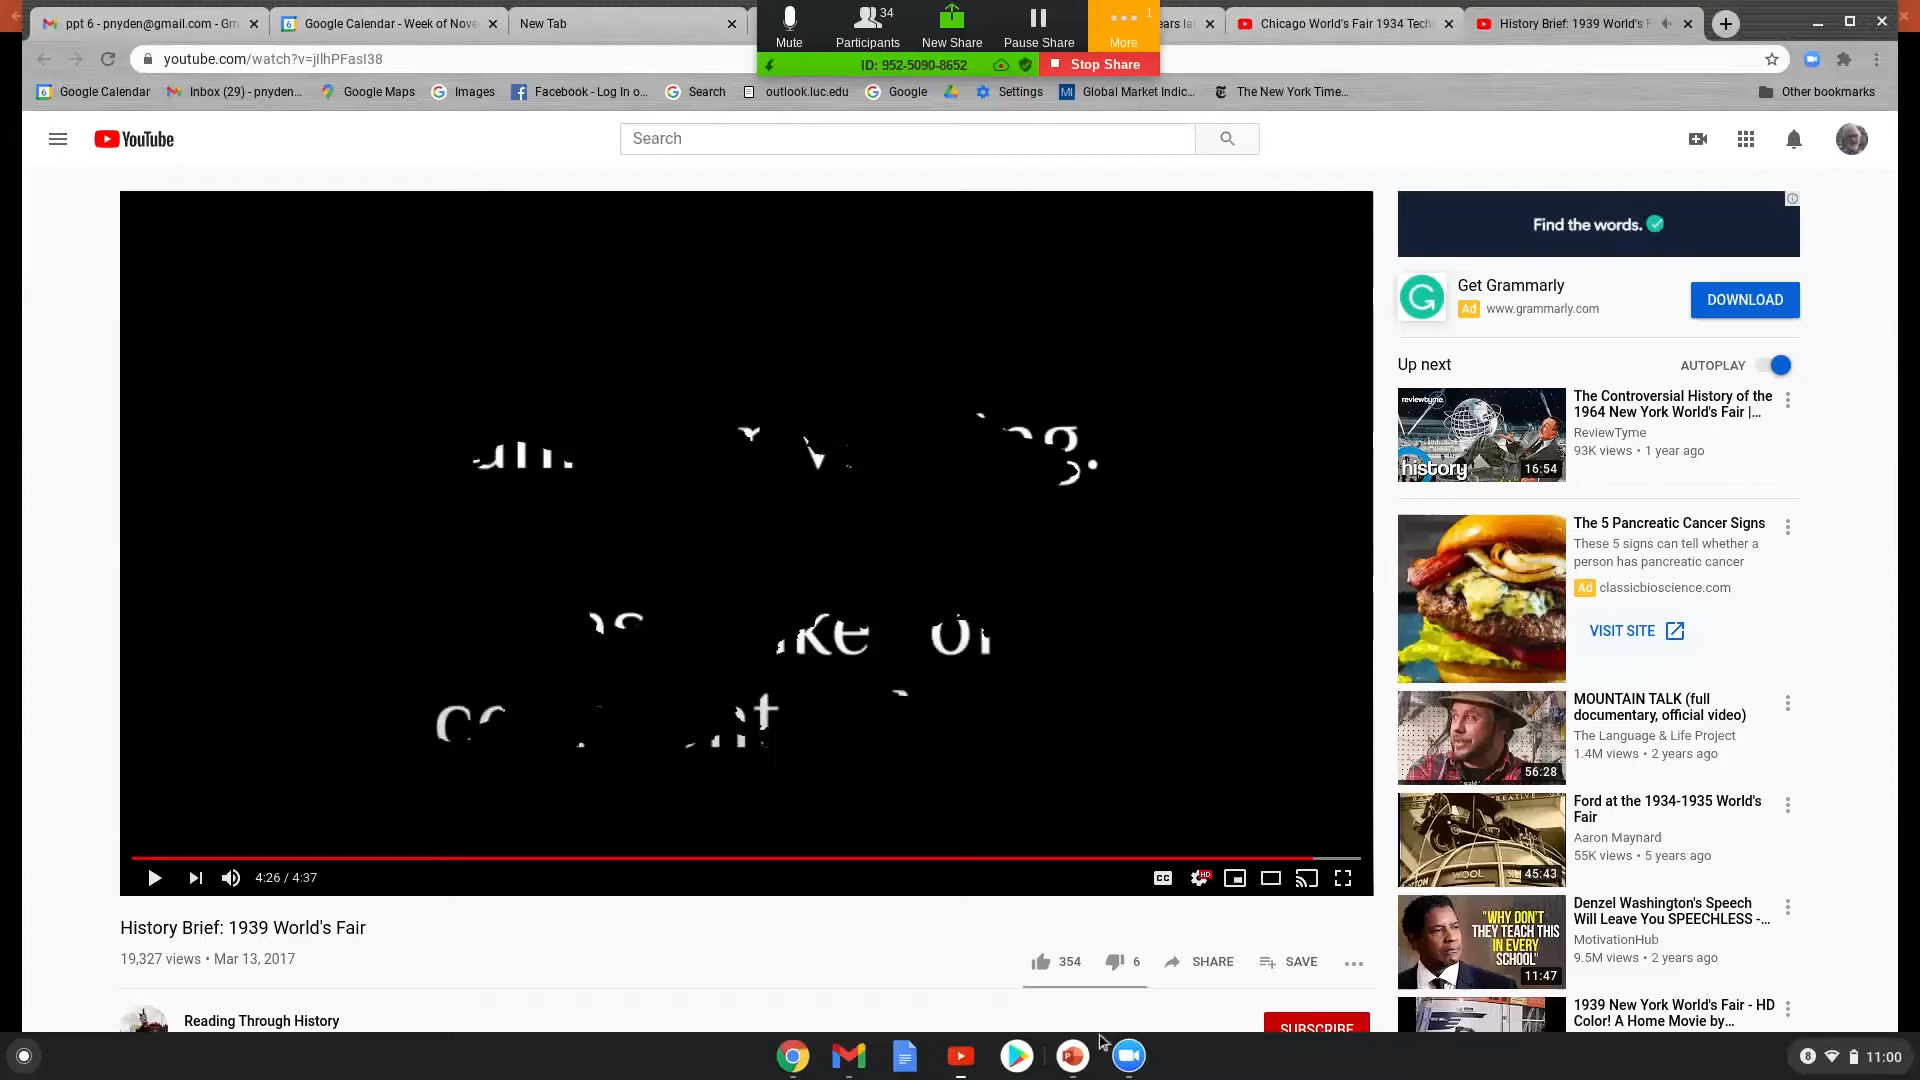 ppt 6 - pnyden@gmail.com - Gm
Google Calendar - Week of Nove
New Tab
ears la
Chicago World's Fair 1934 Tech
History Brief: 1939 World's F
Mute
34
Participants
New Share
Pause Share
1
More
ID: 952-5090-8652
Stop Share
youtube.com/watch?v=jIlhPFasI38
6 Google Calendar
Inbox (29) - pnyden...
Google Maps
Images
Facebook - Log In o...
Search
outlook.luc.edu
Google
Settings
MI Global Market Indic...
The New York Time...
Other bookmarks
YouTube
Search
Find the words.
Get Grammarly
Ad www.grammarly.com
DOWNLOAD
Up next
AUTOPLAY
reviewtyme.
history
16:54
The Controversial History of the
1964 New York World's Fair |...
ReviewTyme
93K views • 1 year ago
The 5 Pancreatic Cancer Signs
These 5 signs can tell whether a
person has pancreatic cancer
Ad classicbioscience.com
VISIT SITE
56:28
MOUNTAIN TALK (full
documentary, official video)
The Language & Life Project
1.4M views • 2 years ago
WOOL
45:43
Ford at the 1934-1935 World's
Fair
Aaron Maynard
55K views • 5 years ago
"WHY DON'T
THEY TEACH THIS
IN EVERY
SCHOOL"
11:47
Denzel Washington's Speech
Will Leave You SPEECHLESS -...
MotivationHub
9.5M views • 2 years ago
1939 New York World's Fair - HD
Color! A Home Movie by...
4:26 / 4:37
CC
HD
History Brief: 1939 World's Fair
19,327 views • Mar 13, 2017
354
6
SHARE
SAVE
Reading Through History
SUBSCRIBE
8
11:00